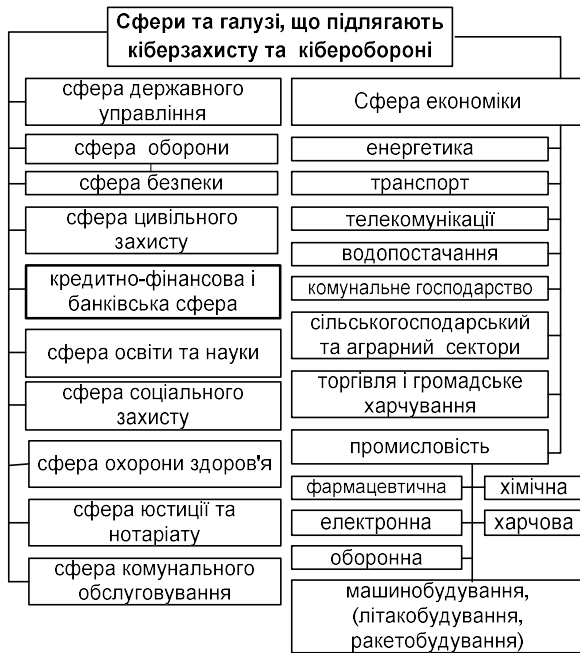 Сфери та галузі, що підлягають
кіберзахисту та кіберобороні
сфера державного
управління
сфера оборони
сфера безпеки
сфера цивільного
захисту
кредитно-фінансова і
банківська сфера
сфера освіти та науки
сфера соціального
захисту
сфера охорони здоров'я
сфера юстиції та
нотаріату
сфера комунального
обслуговування
Сфера економіки
енергетика
транспорт
телекомунікації
водопостачання
комунальне господарство
сільськогосподарський
та аграрний сектори
торгівля і громадське
харчування
промисловість
фармацевтична
хімічна
електронна
харчова
оборонна
машинобудування,
(літакобудування,
ракетобудування)